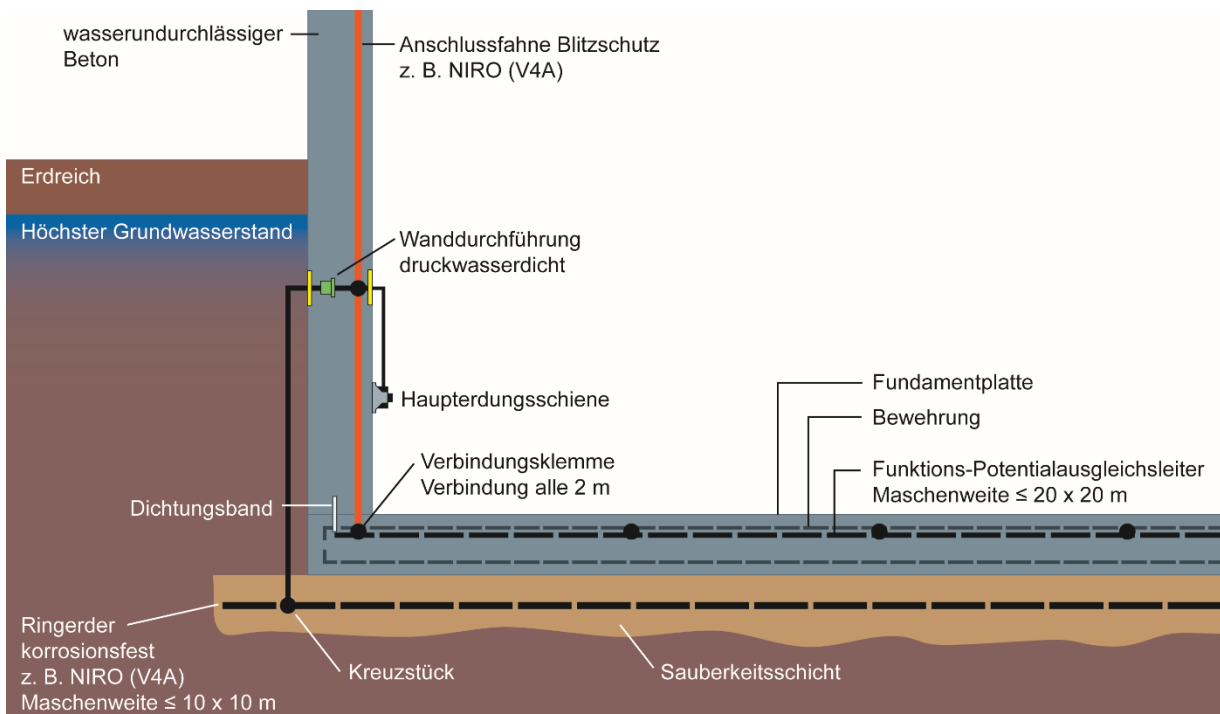 wasserundurchlässiger
Beton
Anschlussfahne Blitzschutz
z. B. NIRO (V4A)
Erdreich
Höchster Grundwasserstand
Wanddurchführung
druckwasserdicht
Haupterdungsschiene
Fundamentplatte
Bewehrung
Funktions-Potentialausgleichsleiter
Maschenweite ≤ 20 x 20 m
Verbindungsklemme
Verbindung alle 2 m
Dichtungsband
Ringerder
korrosionsfest
z. B. NIRO (V4A)
Maschenweite ≤ 10 x 10 m
Kreuzstück
Sauberkeitsschicht